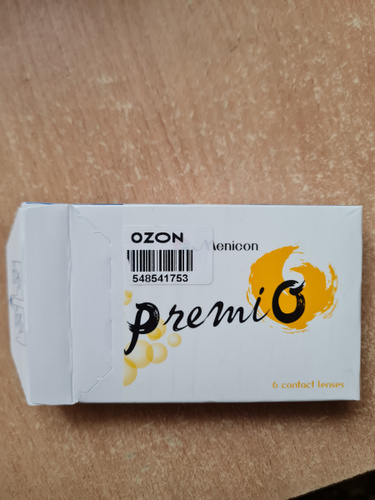 OZON
Menicon
548541753
premiO
6 contact lenses